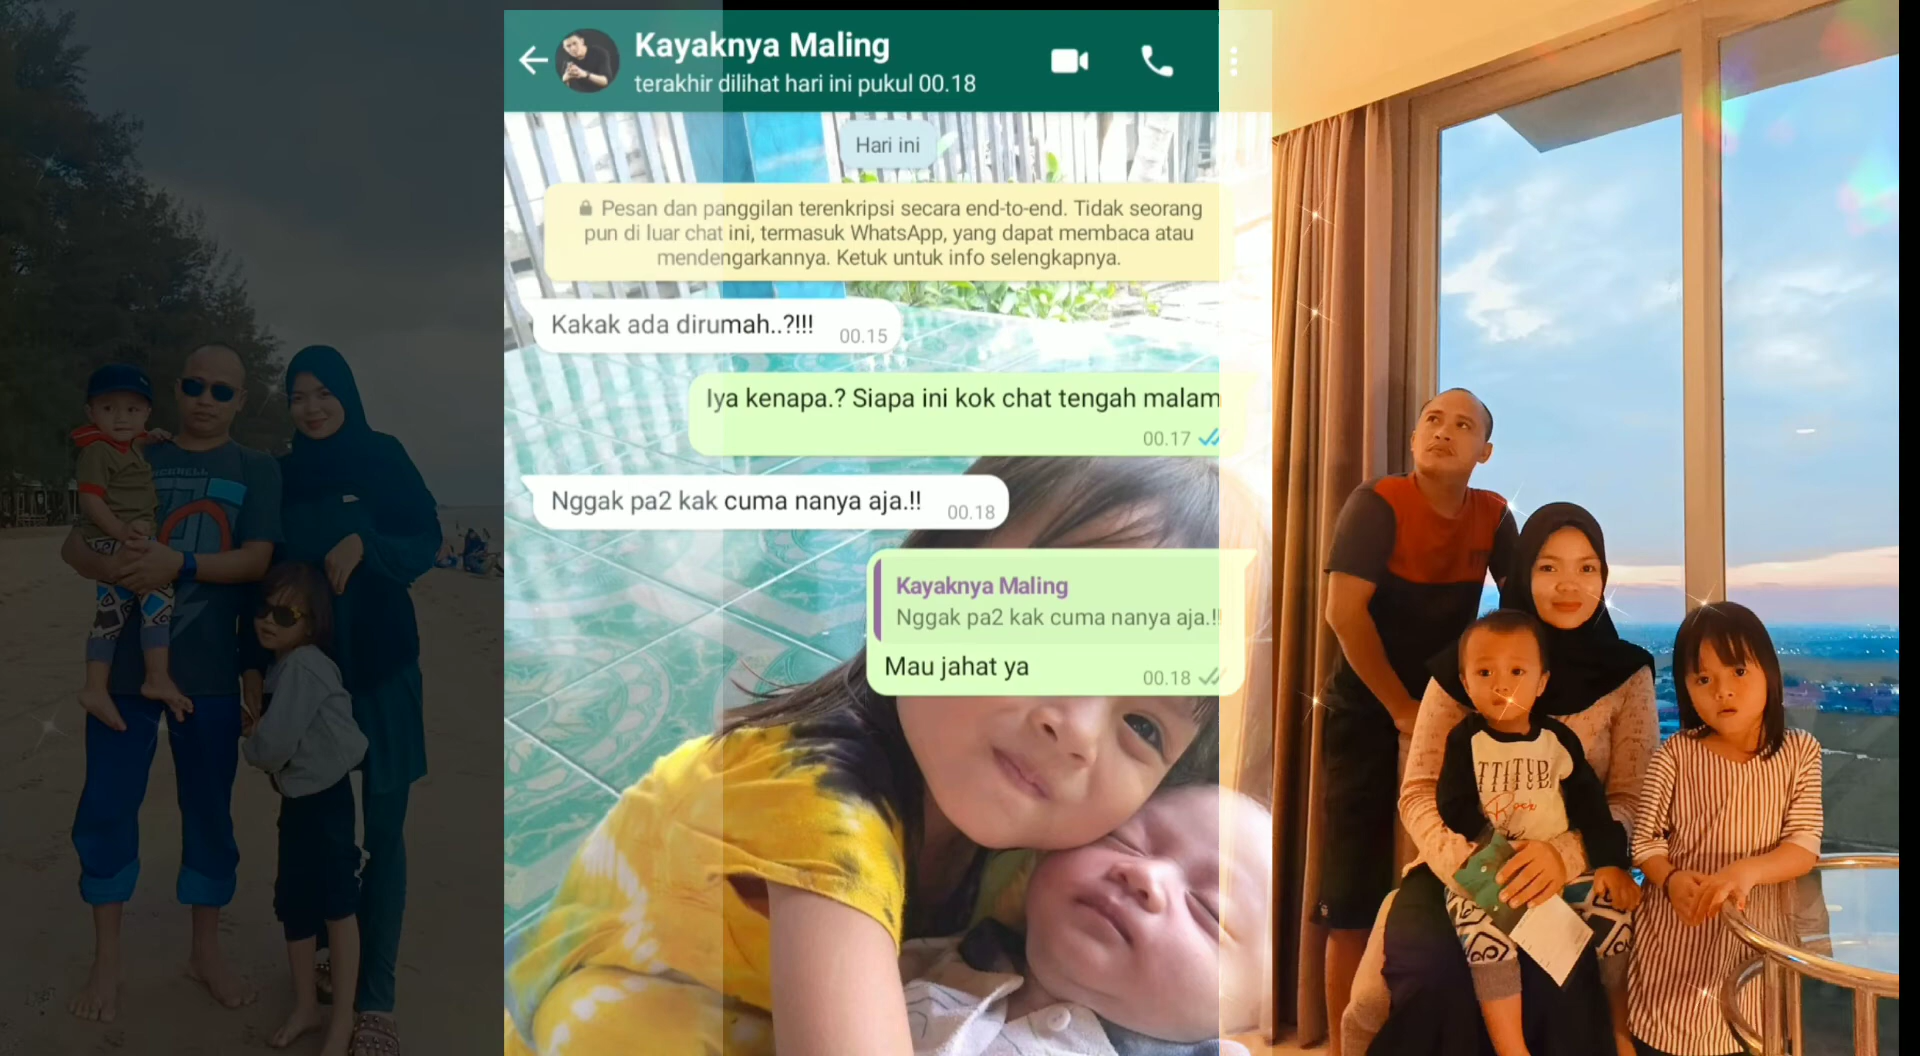 Kayaknya Maling
terakhir dilihat hari ini pukul 00.18
Hari ini
Pesan dan panggilan terenkripsi secara end-to-end. Tidak seorang
pun di luar chat ini, termasuk WhatsApp, yang dapat membaca atau
mendengarkannya. Ketuk untuk info selengkapnya.
Kakak ada dirumah..?!!!
00.15
Iya kenapa.? Siapa ini kok chat tengah malam
00.17
Nggak pa2 kak cuma nanya aja.!!
00.18
Kayaknya Maling
Nggak pa2 kak cuma nanya aja.!!
Mau jahat ya
00.18